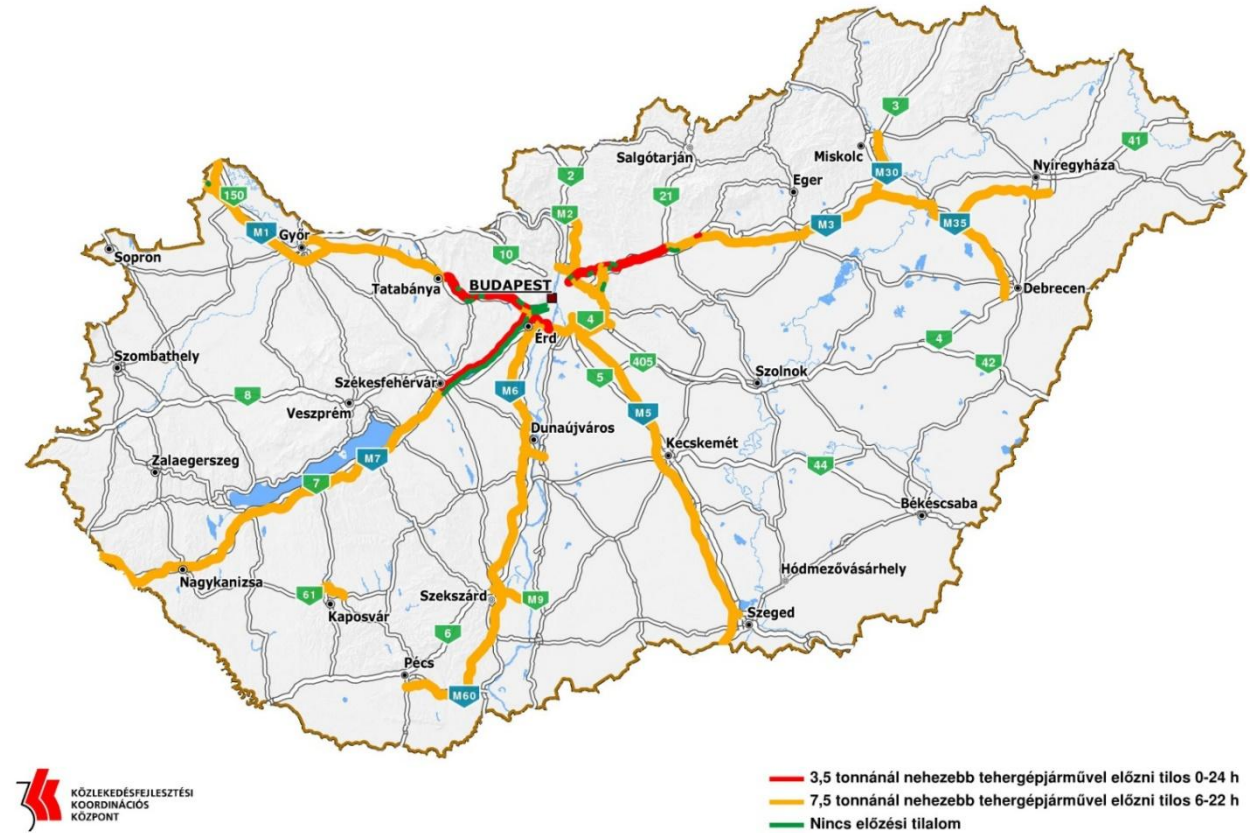 3
41
Salgótarján
Miskolc
Nyíregyháza
2
Eger
M30
21
150
M2
M35
M1
Győr
M3
Sopron
10
Tatabánya
BUDAPEST
Debrecen
4
Érd
4
Szombathely
405
42
Székesfehérvár
5
Szolnok
8
M6
Veszprém
M5
Dunaújváros
Zalaegerszeg
M7
Kecskemét
44
7
Békéscsaba
Nagykanizsa
Hódmezővásárhely
61
Szekszárd
M9
Kaposvár
Szeged
6
Pécs
M60
KÖZLEKEDÉSFEJLESZTÉSI
KOORDINÁCIÓS
KÖZPONT
3,5 tonnánál nehezebb tehergépjárművel előzni tilos 0-24 h
7,5 tonnánál nehezebb tehergépjárművel előzni tilos 6-22 h
Nincs előzési tilalom